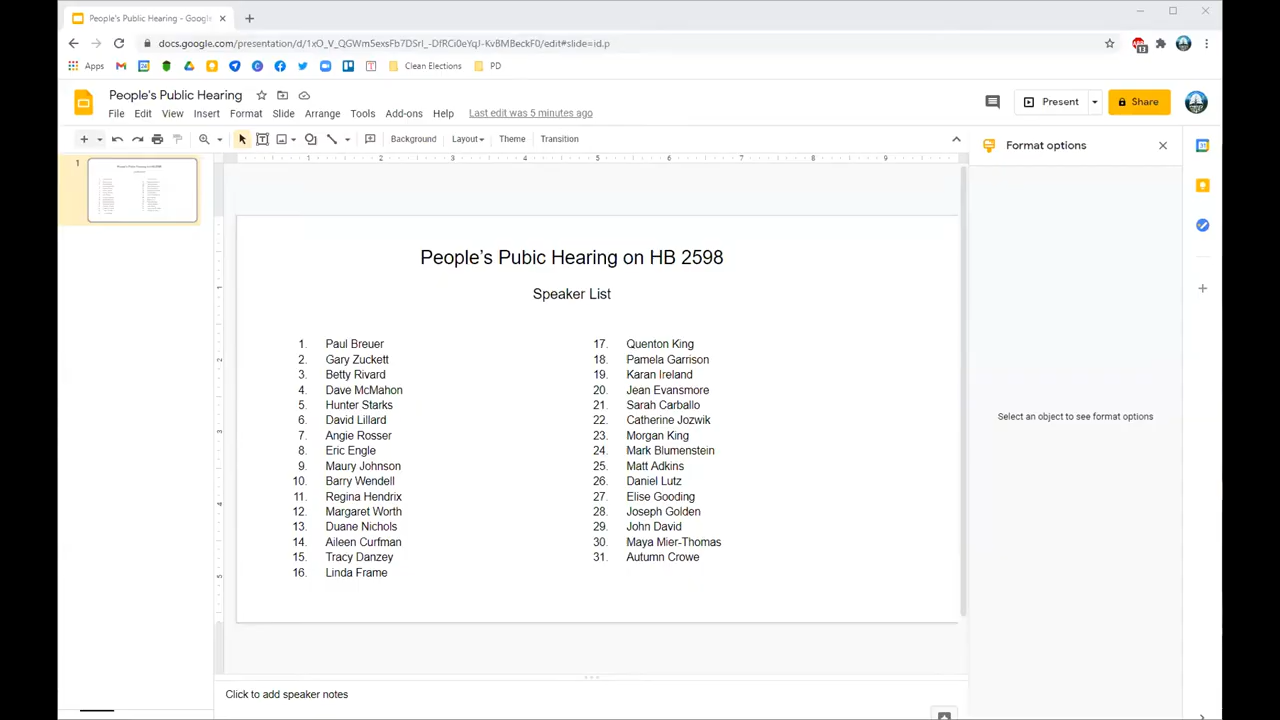 People's Public Hearing - Googl
docs.google.com/presentation/d/1xO_V_QGWm5exsFb7DSrI_-DfRCi0eYqJ-KvBMBeckF0/edit#slide=id.p
Apps
Clean Elections
PD
People's Public Hearing
File Edit View Insert Format Slide Arrange Tools Add-ons Help Last edit was 5 minutes ago
Present
Share
Background Layout Theme Transition
Format options
Select an object to see format options
1
People's Pubic Hearing on HB 2598
Speaker List
1. Paul Breuer
2. Gary Zuckett
3. Betty Rivard
4. Dave McMahon
5. Hunter Starks
6. David Lillard
7. Angie Rosser
8. Eric Engle
9. Maury Johnson
10. Barry Wendell
11. Regina Hendrix
12. Margaret Worth
13. Duane Nichols
14. Aileen Curfman
15. Tracy Danzey
16. Linda Frame
17. Quenton King
18. Pamela Garrison
19. Karan Ireland
20. Jean Evansmore
21. Sarah Carballo
22. Catherine Jozwik
23. Morgan King
24. Mark Blumenstein
25. Matt Adkins
26. Daniel Lutz
27. Elise Gooding
28. Joseph Golden
29. John David
30. Maya Mier-Thomas
31. Autumn Crowe
Click to add speaker notes